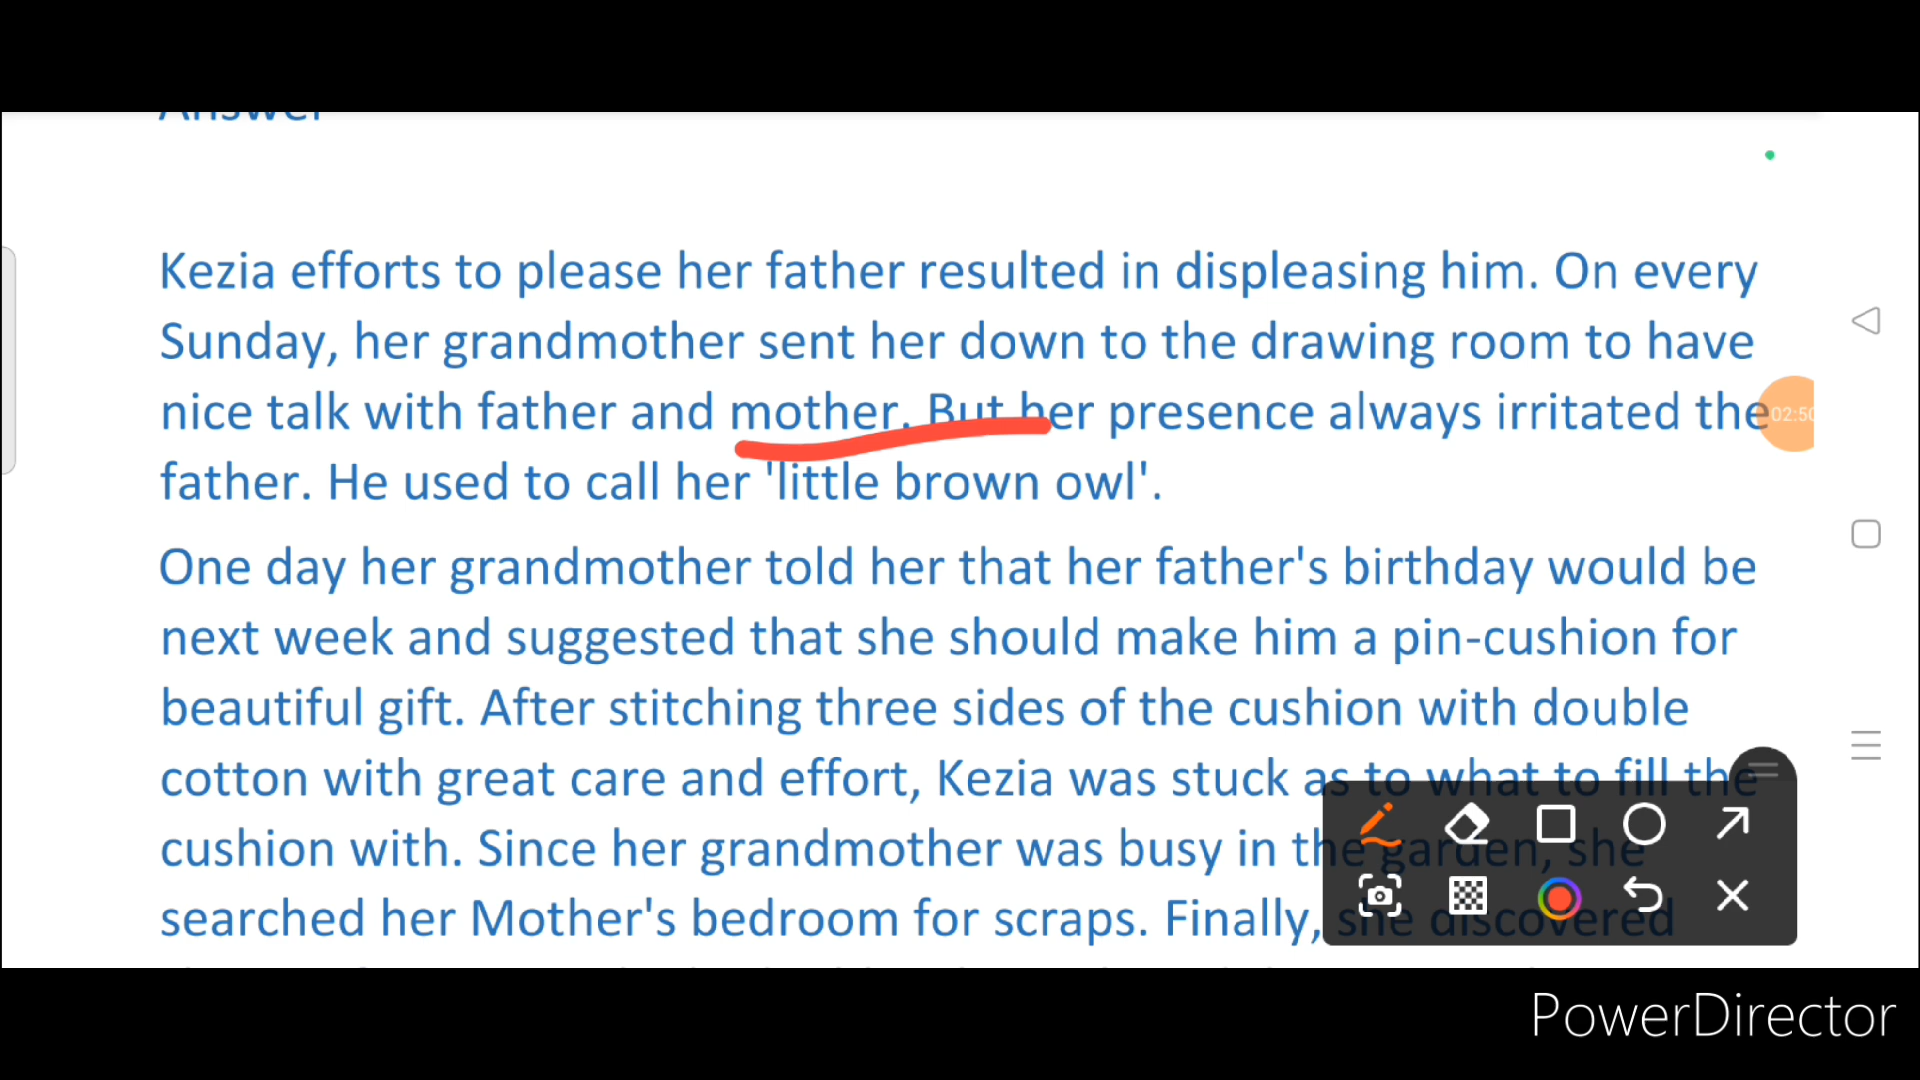 Answer
Kezia efforts to please her father resulted in displeasing him. On every
Sunday, her grandmother sent her down to the drawing room to have
nice talk with father and mother. But her presence always irritated the
02:50
father. He used to call her 'little brown owl'.
One day her grandmother told her that her father's birthday would be
next week and suggested that she should make him a pin-cushion for
beautiful gift. After stitching three sides of the cushion with double
cotton with great care and effort, Kezia was stuck as to what to fill the
cushion with. Since her grandmother was busy in the garden, she
searched her Mother's bedroom for scraps. Finally, she discovered
PowerDirector